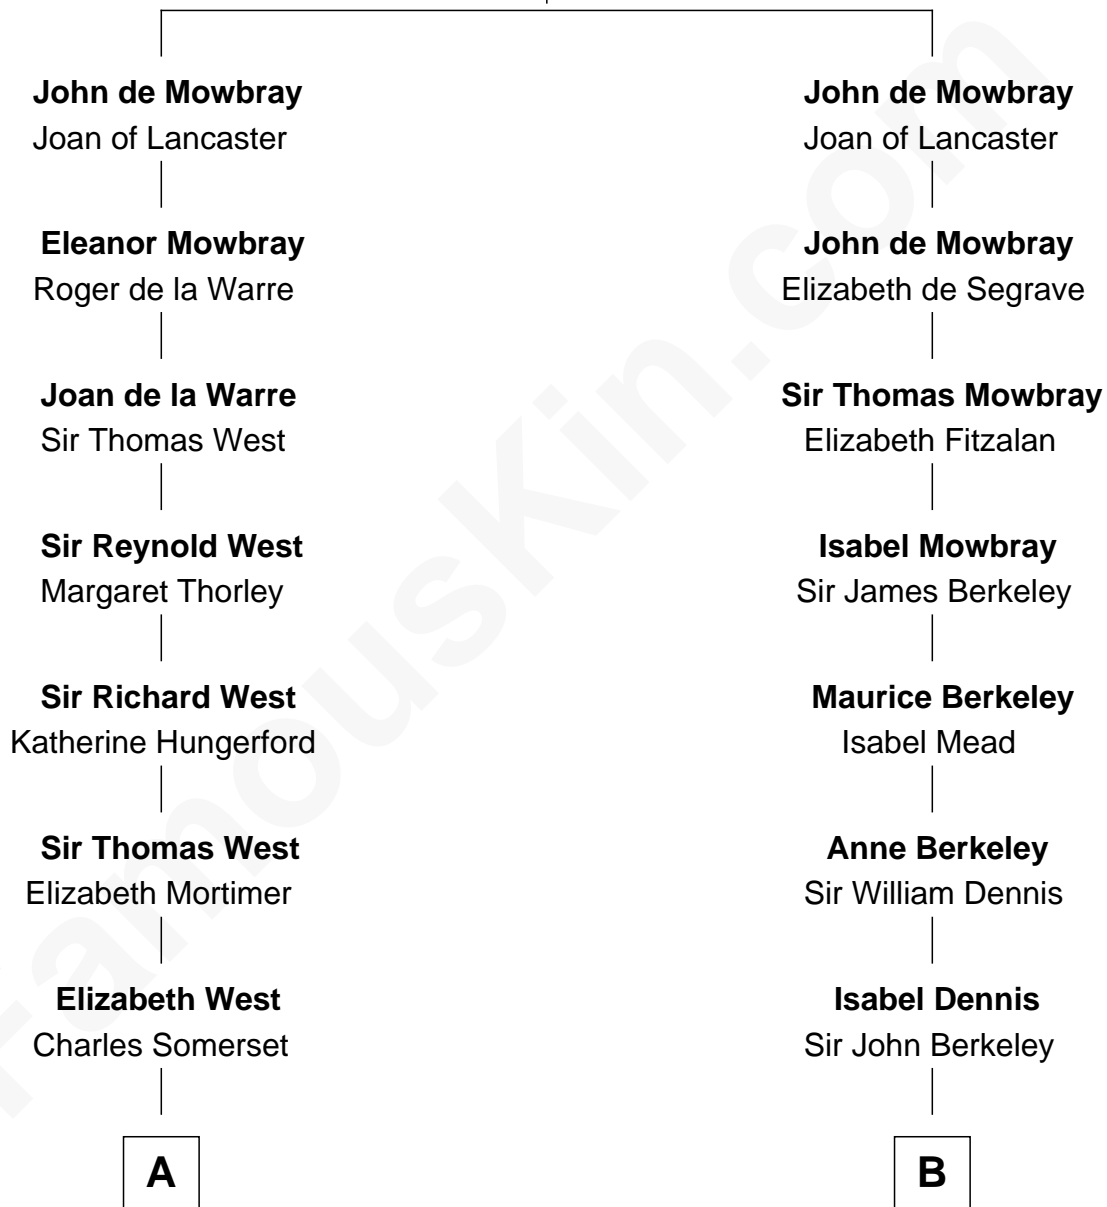 John de Mowbray
Joan of Lancaster
Eleanor Mowbray
Roger de la Warre
Joan de la Warre
Sir Thomas West
Sir Reynold West
Margaret Thorley
Sir Richard West
Katherine Hungerford
Sir Thomas West
Elizabeth Mortimer
Elizabeth West
Charles Somerset
A
John de Mowbray
Joan of Lancaster
John de Mowbray
Elizabeth de Segrave
Sir Thomas Mowbray
Elizabeth Fitzalan
Isabel Mowbray
Sir James Berkeley
Maurice Berkeley
Isabel Mead
Anne Berkeley
Sir William Dennis
Isabel Dennis
Sir John Berkeley
B
FamousKin.com